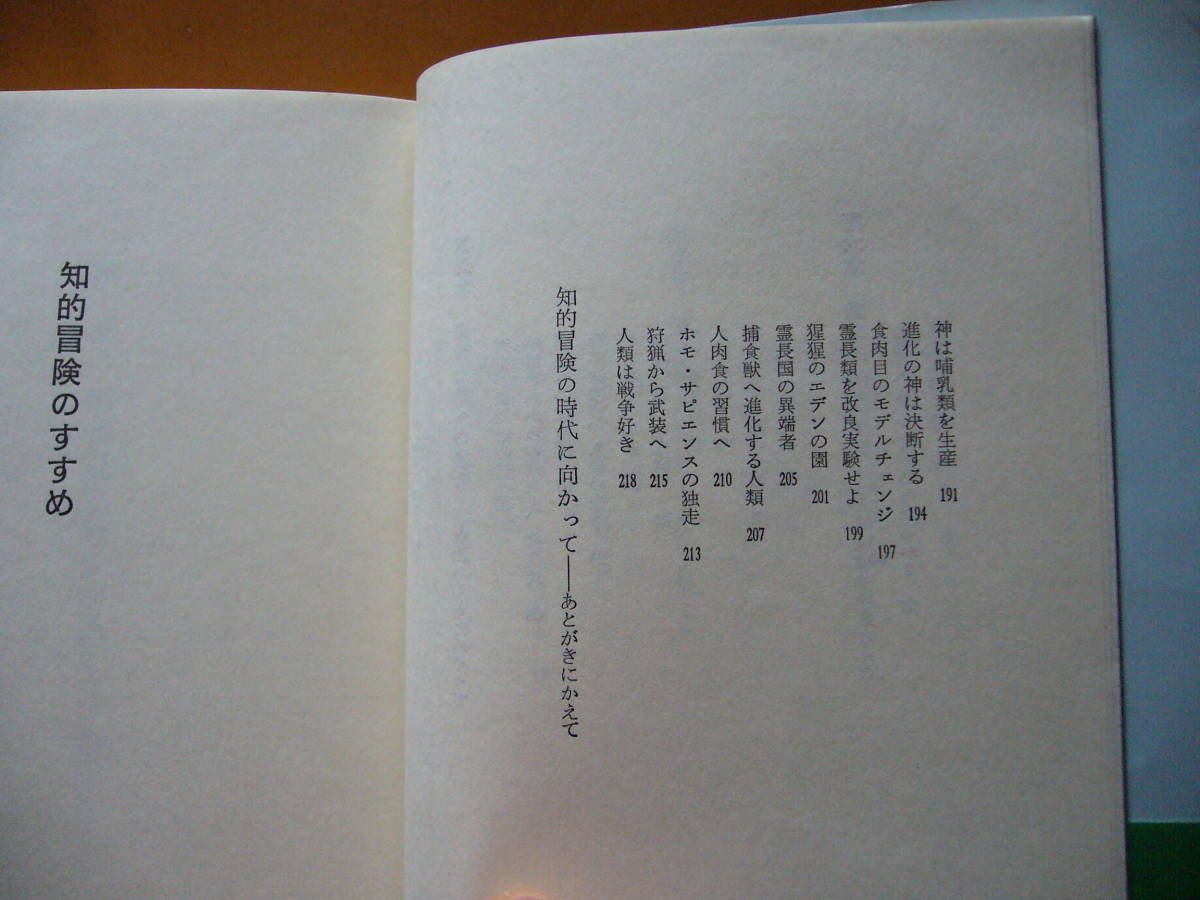 神は哺乳類を生産 191
進化の神は決断する 194
食肉目のモデルチェンジ 197
霊長類を改良実験せよ 199
猩猩のエデンの園 201
霊長国の異端者 205
捕食獣へ進化する人類 207
人肉食の習慣へ 210
ホモ・サピエンスの独走 213
狩猟から武装へ 215
人類は戦争好き 218
知的冒険の時代に向かって——あとがきにかえて
知的冒険のすすめ